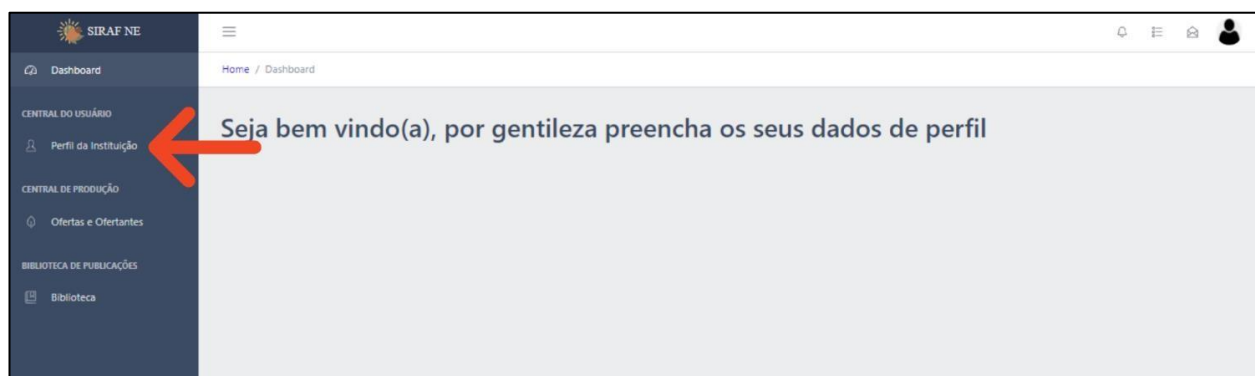 SIRAF NE
Dashboard
Home / Dashboard
CENTRAL DO USUÁRIO
Seja bem vindo(a), por gentileza preencha os seus dados de perfil
Perfil da Instituição
CENTRAL DE PRODUÇÃO
Ofertas e Ofertantes
BIBLIOTECA DE PUBLICAÇÕES
Biblioteca